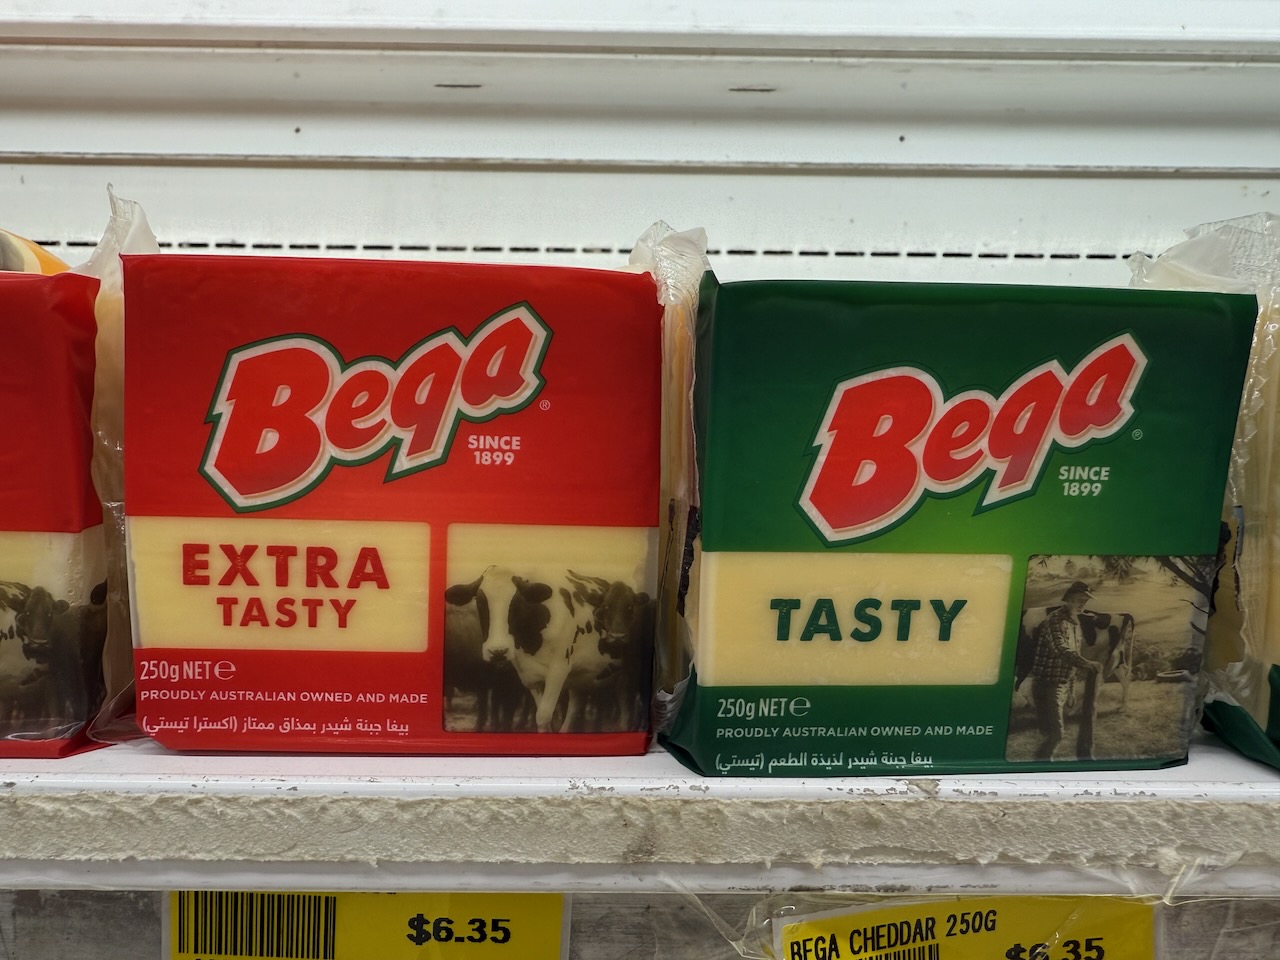 Bega®
SINCE
1899
EXTRA
TASTY
250g NET℮
PROUDLY AUSTRALIAN OWNED AND MADE
بيغا جبنة شيدر بمذاق ممتاز (اكسترا تيستي)
Bega®
SINCE
1899
TASTY
250g NET℮
PROUDLY AUSTRALIAN OWNED AND MADE
بيغا جبنة شيدر لذيذة الطعم (تيستي)
$6.35
BEGA CHEDDAR 250G
$6.35